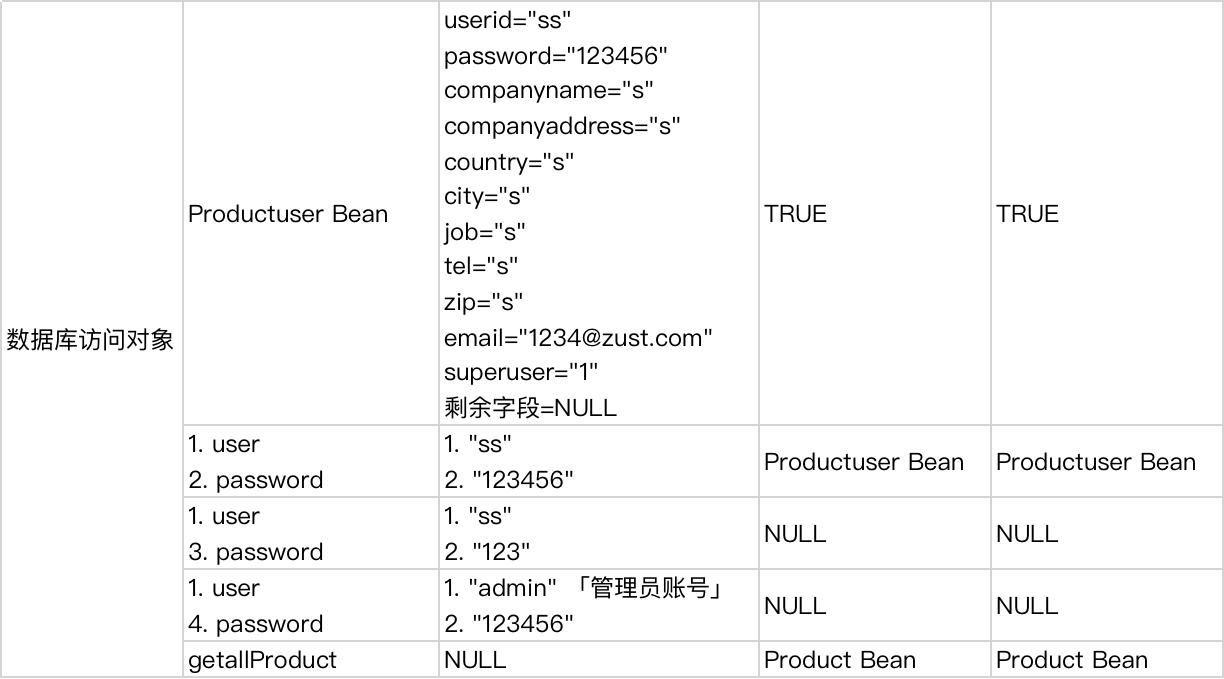 数据库访问对象
Productuser Bean
userid="ss"
password="123456"
companyname="s"
companyaddress="s"
country="s"
city="s"
job="s"
tel="s"
zip="s"
email="1234@zust.com"
superuser="1"
剩余字段=NULL
TRUE
TRUE
1. user
2. password
1. "ss"
2. "123456"
Productuser Bean
Productuser Bean
1. user
3. password
1. "ss"
2. "123"
NULL
NULL
1. user
4. password
1. "admin" 「管理员账号」
2. "123456"
NULL
NULL
getallProduct
NULL
Product Bean
Product Bean